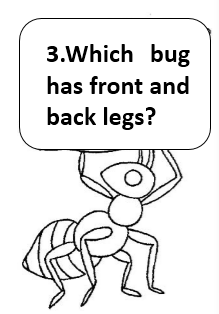 3.Which bug
has front and
back legs?